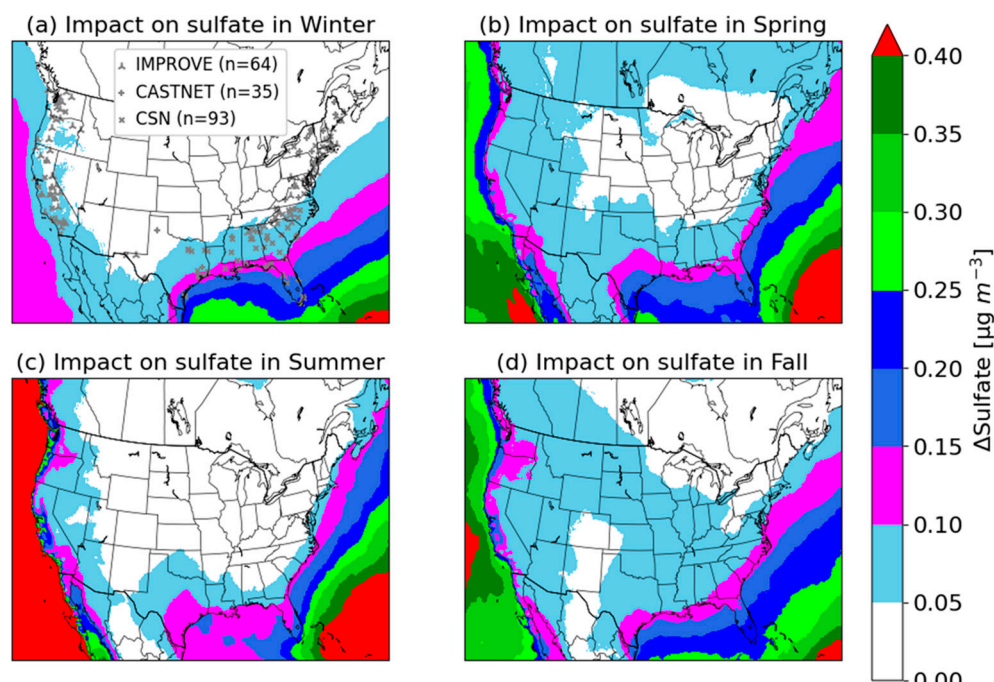 (a) Impact on sulfate in Winter
IMPROVE (n=64)
CASTNET (n=35)
CSN (n=93)
(b) Impact on sulfate in Spring
(c) Impact on sulfate in Summer
(d) Impact on sulfate in Fall
0.40
0.35
0.30
0.25
0.20
0.15
0.10
0.05
0.00
ΔSulfate [µg m⁻³]